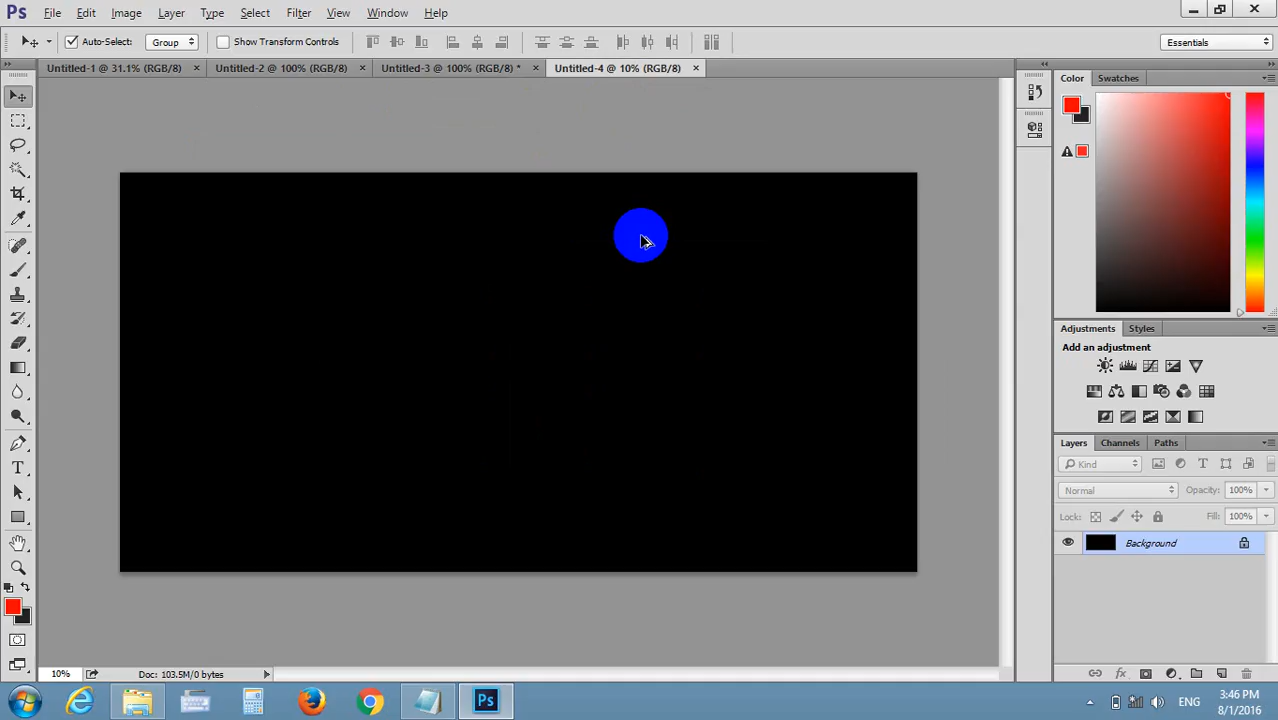 Ps File Edit Image Layer Type Select Filter View Window Help
Auto-Select: Group Show Transform Controls Essentials
Untitled-1 @ 31.1% (RGB/8) Untitled-2 @ 100% (RGB/8) Untitled-3 @ 100% (RGB/8) * Untitled-4 @ 10% (RGB/8)
Color Swatches
Adjustments Styles
Add an adjustment
Layers Channels Paths
Kind
Normal Opacity: 100%
Lock: Fill: 100%
Background
fx
T
10% Doc: 103.5M/0 bytes
Ps ENG 3:46 PM
8/1/2016